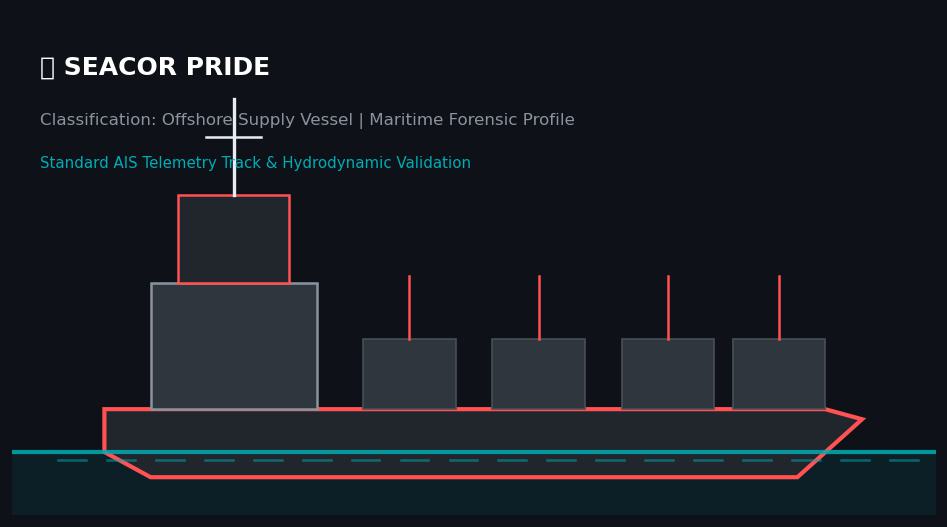 SEACOR PRIDE
Classification: Offshore Supply Vessel | Maritime Forensic Profile
Standard AIS Telemetry Track & Hydrodynamic Validation